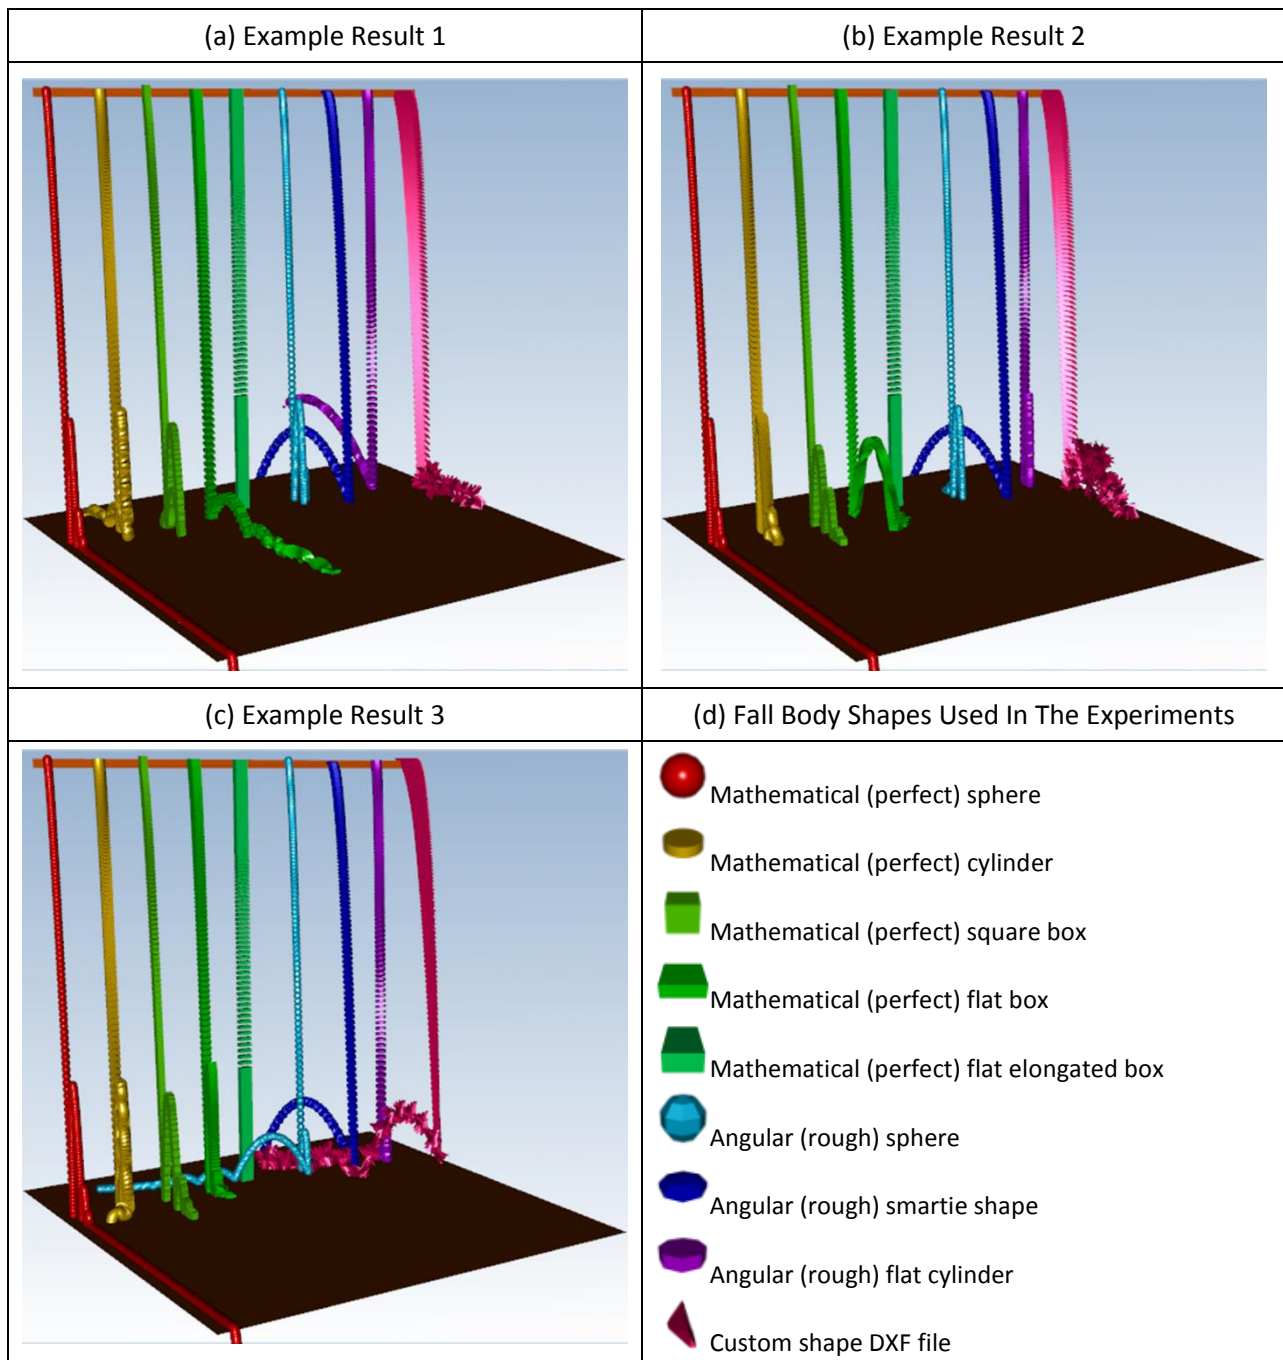 (a) Example Result 1
(b) Example Result 2
(c) Example Result 3
(d) Fall Body Shapes Used In The Experiments
Mathematical (perfect) sphere
Mathematical (perfect) cylinder
Mathematical (perfect) square box
Mathematical (perfect) flat box
Mathematical (perfect) flat elongated box
Angular (rough) sphere
Angular (rough) smartie shape
Angular (rough) flat cylinder
Custom shape DXF file